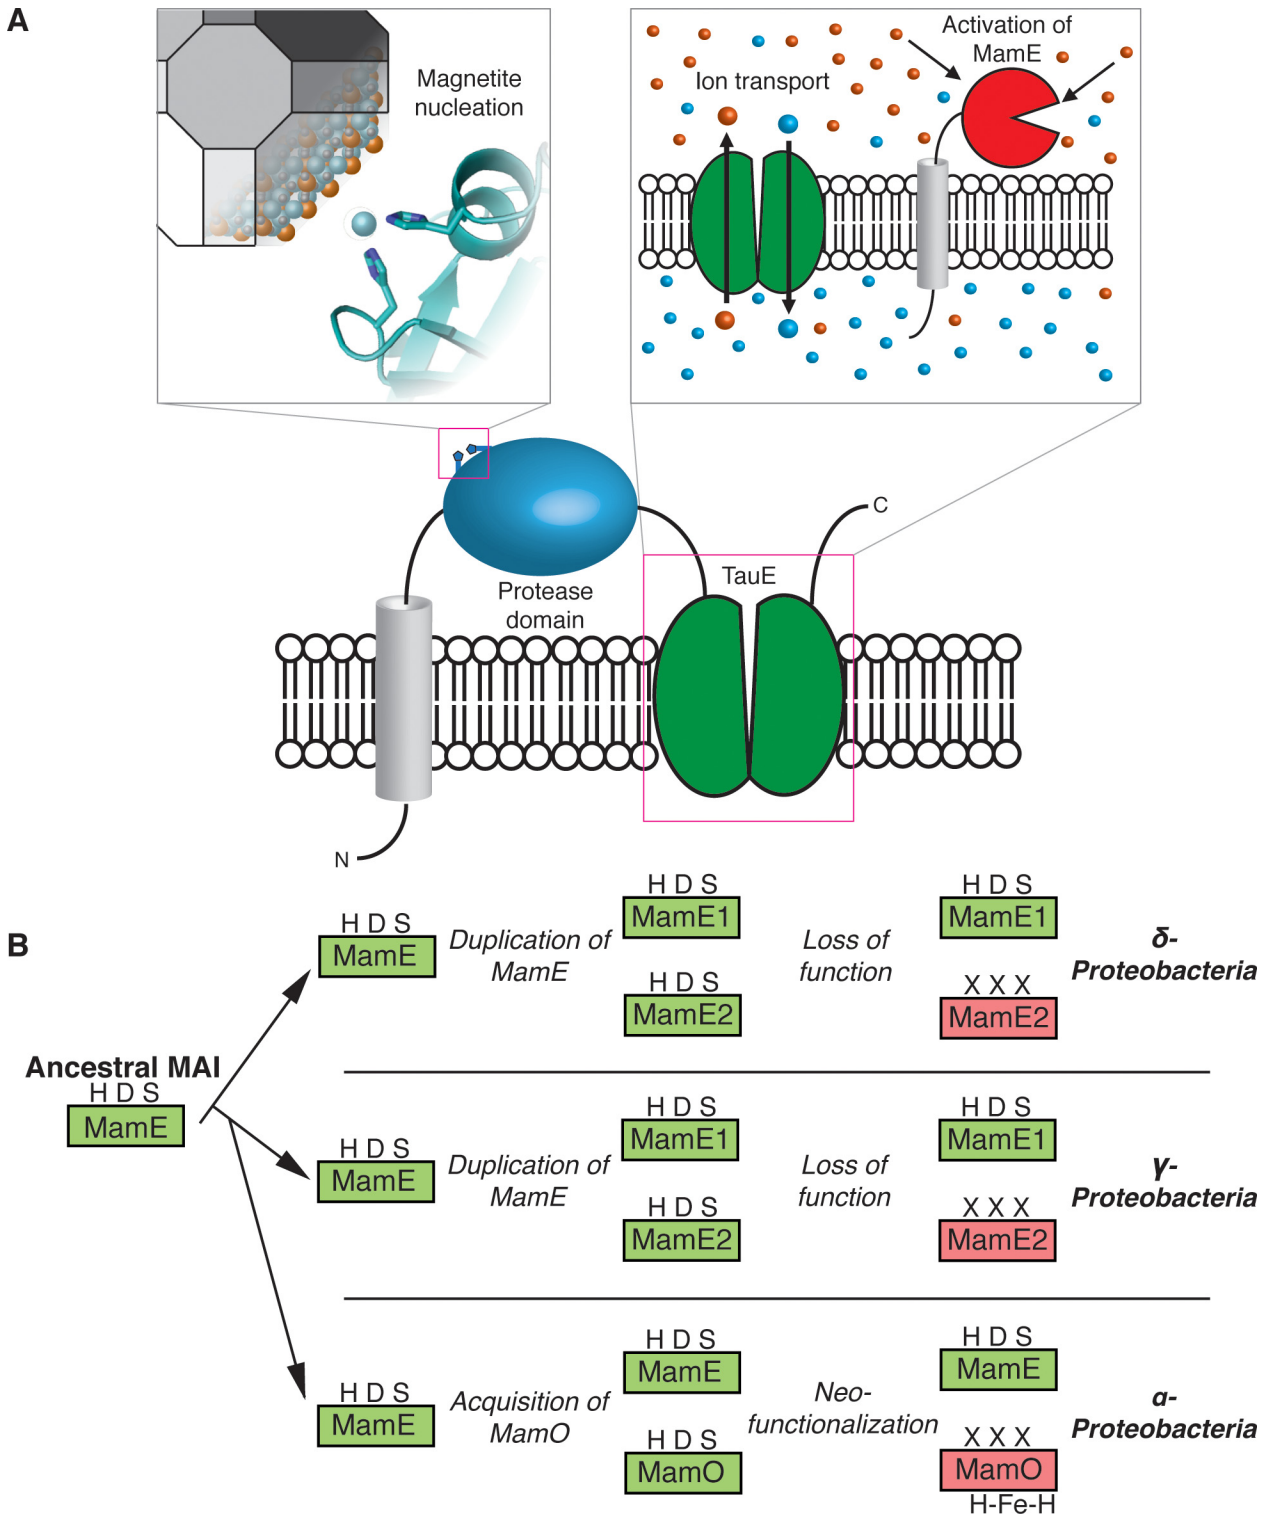 A
Magnetite
nucleation
Activation of
MamE
Ion transport
C
TauE
Protease
domain
N
B
Ancestral MAI
H D S
MamE
H D S
MamE
Duplication of
MamE
H D S
MamE1
H D S
MamE2
Loss of
function
H D S
MamE1
X X X
MamE2
δ-
Proteobacteria
H D S
MamE
Duplication of
MamE
H D S
MamE1
H D S
MamE2
Loss of
function
H D S
MamE1
X X X
MamE2
γ-
Proteobacteria
H D S
MamE
Acquisition of
MamO
H D S
MamE
H D S
MamO
Neo-
functionalization
H D S
MamE
X X X
MamO
H-Fe-H
α-
Proteobacteria